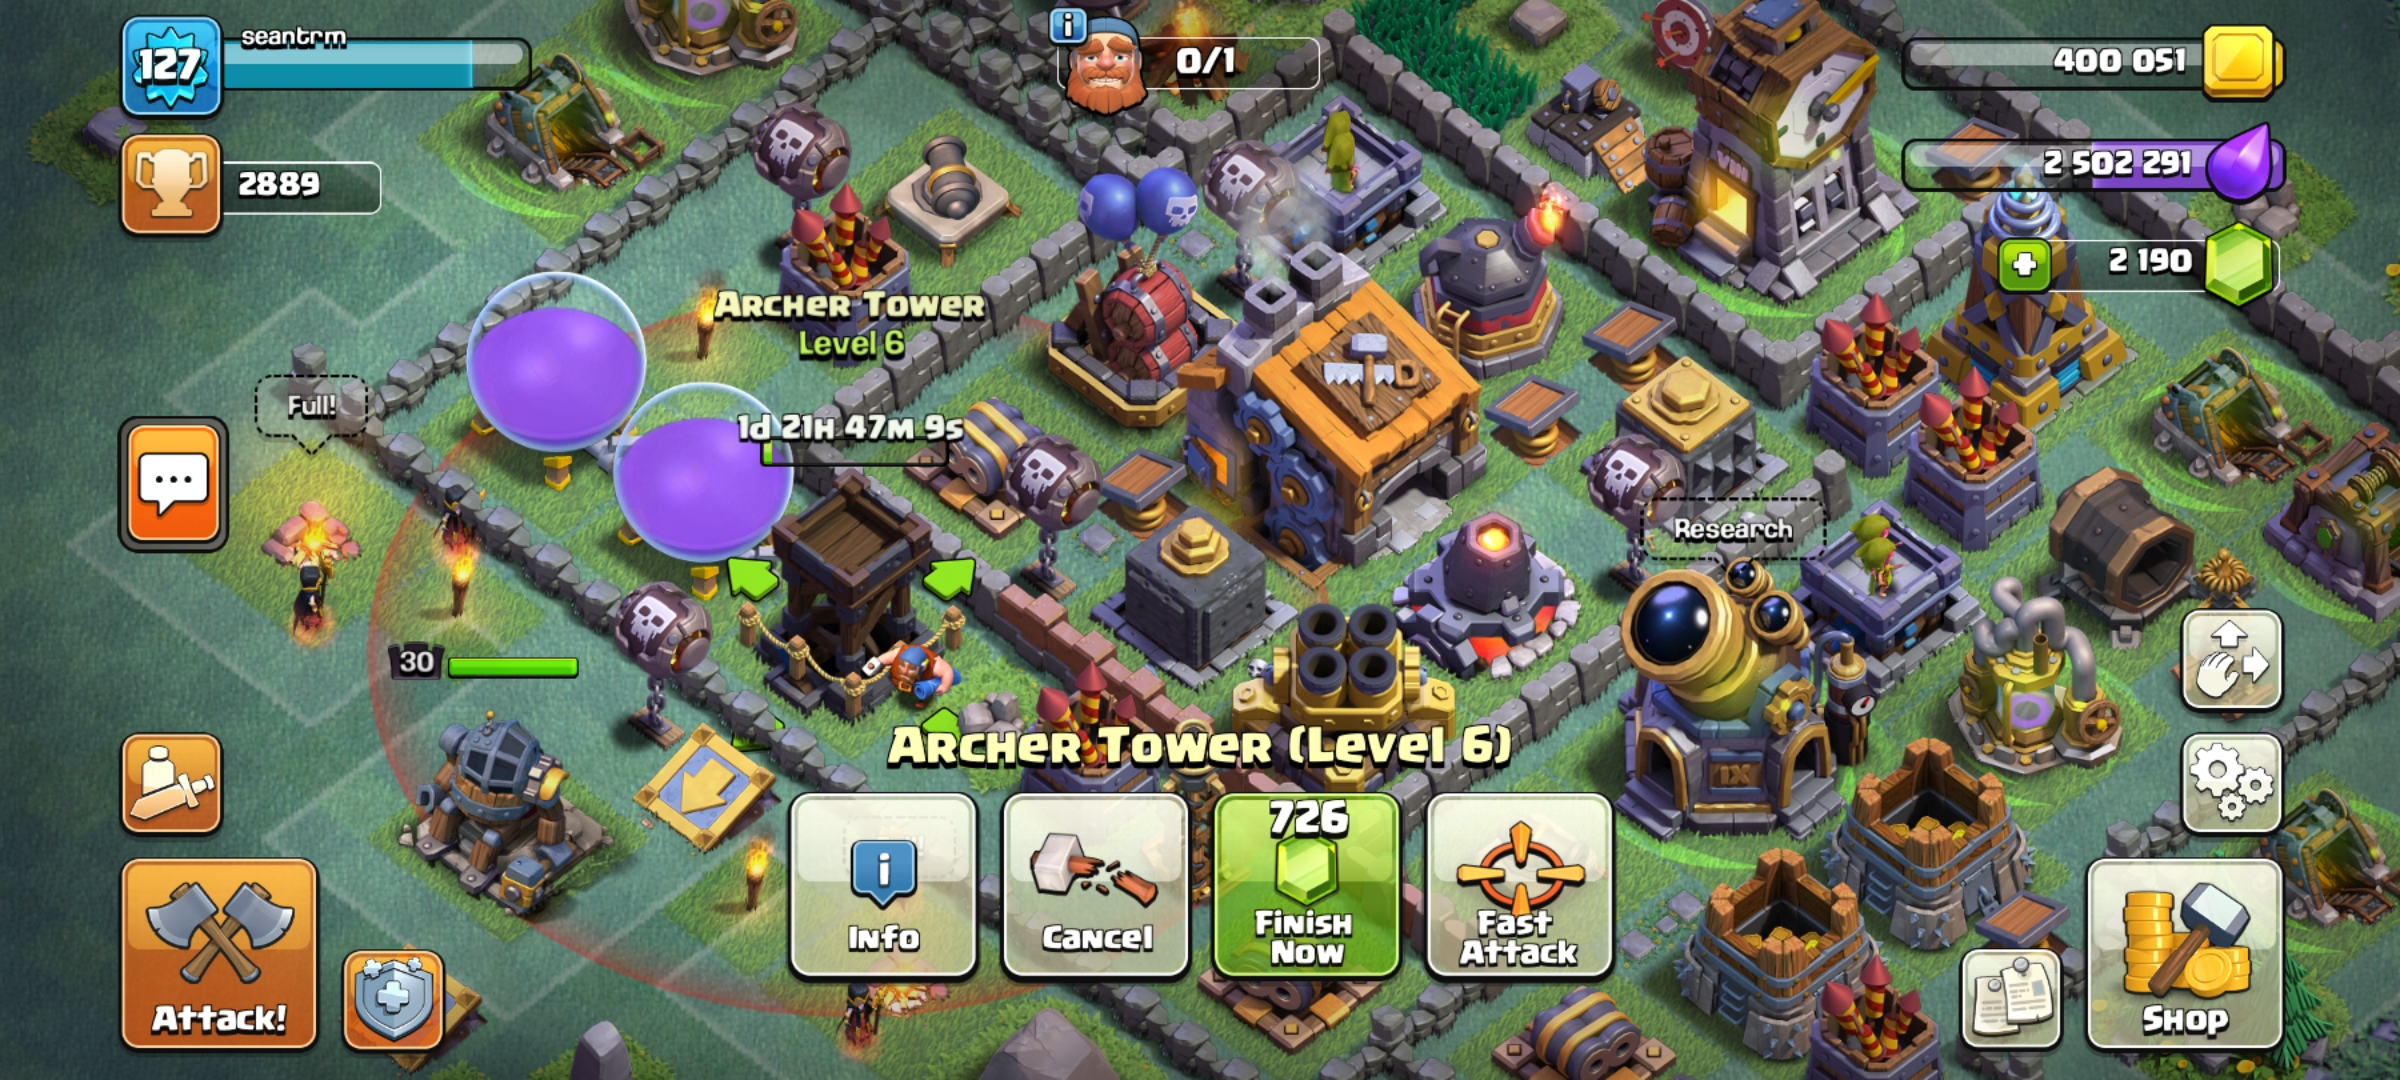 127
seantrm
0/1
400 051
2889
2 502 291
2 190
VIII
Archer Tower
Level 6
Full!
1d 21H 47M 9s
Research
30
Archer Tower (Level 6)
IX
726
Info
Cancel
Finish
Now
Fast
Attack
Attack!
Shop